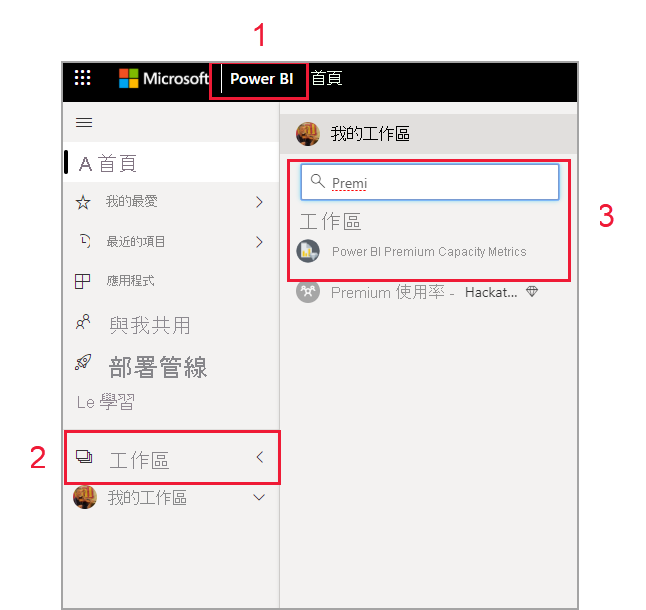 1
Microsoft Power BI 首頁
A 首頁
我的最愛
最近的項目
應用程式
與我共用
部署管線
Le 學習
2
工作區
我的工作區
我的工作區
Premi
工作區
Power BI Premium Capacity Metrics
3
Premium 使用率 - Hackat...